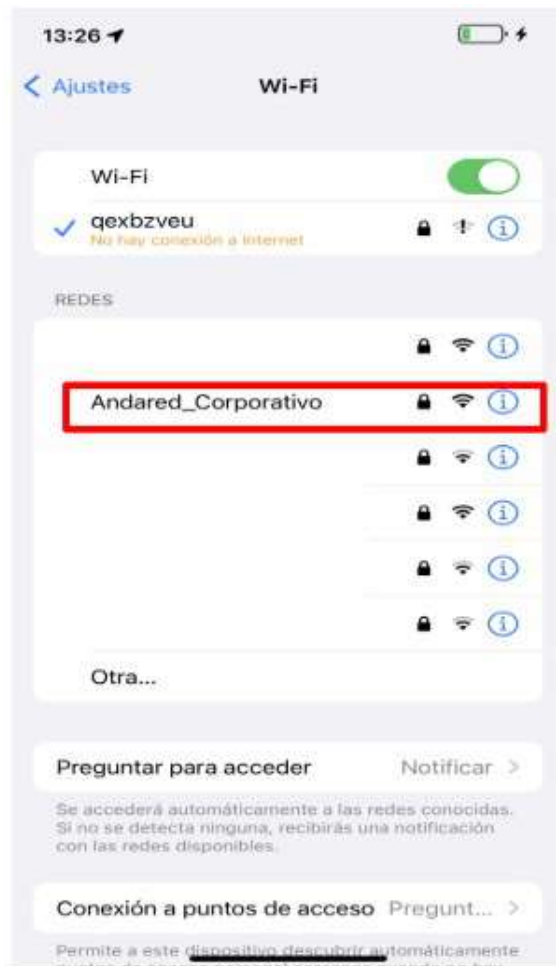 13:26
Ajustes
Wi-Fi
Wi-Fi
qexbzveu
No hay conexión a Internet
REDES
Andared_Corporativo
Otra...
Preguntar para acceder Notificar
Se accederá automáticamente a las redes conocidas.
Si no se detecta ninguna, recibirás una notificación
con las redes disponibles.
Conexión a puntos de acceso Pregunt...
Permite a este dispositivo descubrir automáticamente